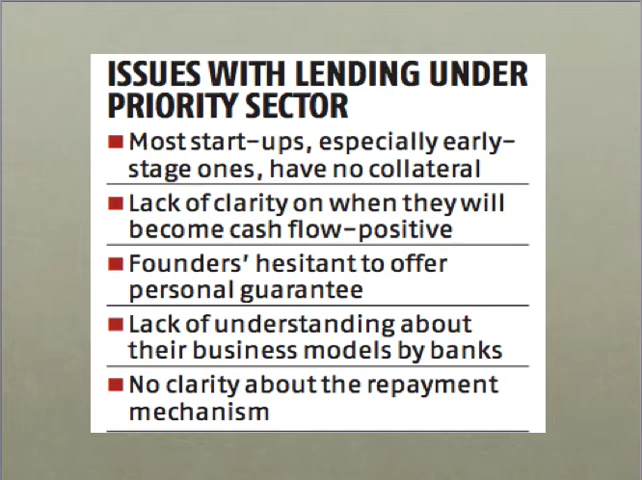 ISSUES WITH LENDING UNDER
PRIORITY SECTOR
Most start-ups, especially early-
stage ones, have no collateral
Lack of clarity on when they will
become cash flow-positive
Founders' hesitant to offer
personal guarantee
Lack of understanding about
their business models by banks
No clarity about the repayment
mechanism